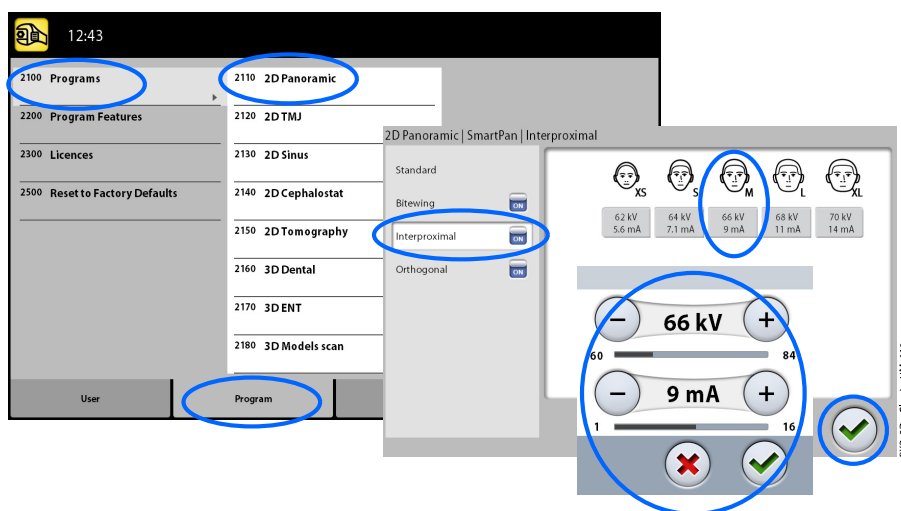 12:43
2100 Programs
2200 Program Features
2300 Licences
2500 Reset to Factory Defaults
2110 2D Panoramic
2120 2D TMJ
2130 2D Sinus
2140 2D Cephalostat
2150 2D Tomography
2160 3D Dental
2170 3D ENT
2180 3D Models scan
User
Program
2D Panoramic | SmartPan | Interproximal
Standard
Bitewing ON
Interproximal ON
Orthogonal ON
XS S M L XL
62 kV 64 kV 66 kV 68 kV 70 kV
5.6 mA 7.1 mA 9 mA 11 mA 14 mA
66 kV
60 84
9 mA
1 16